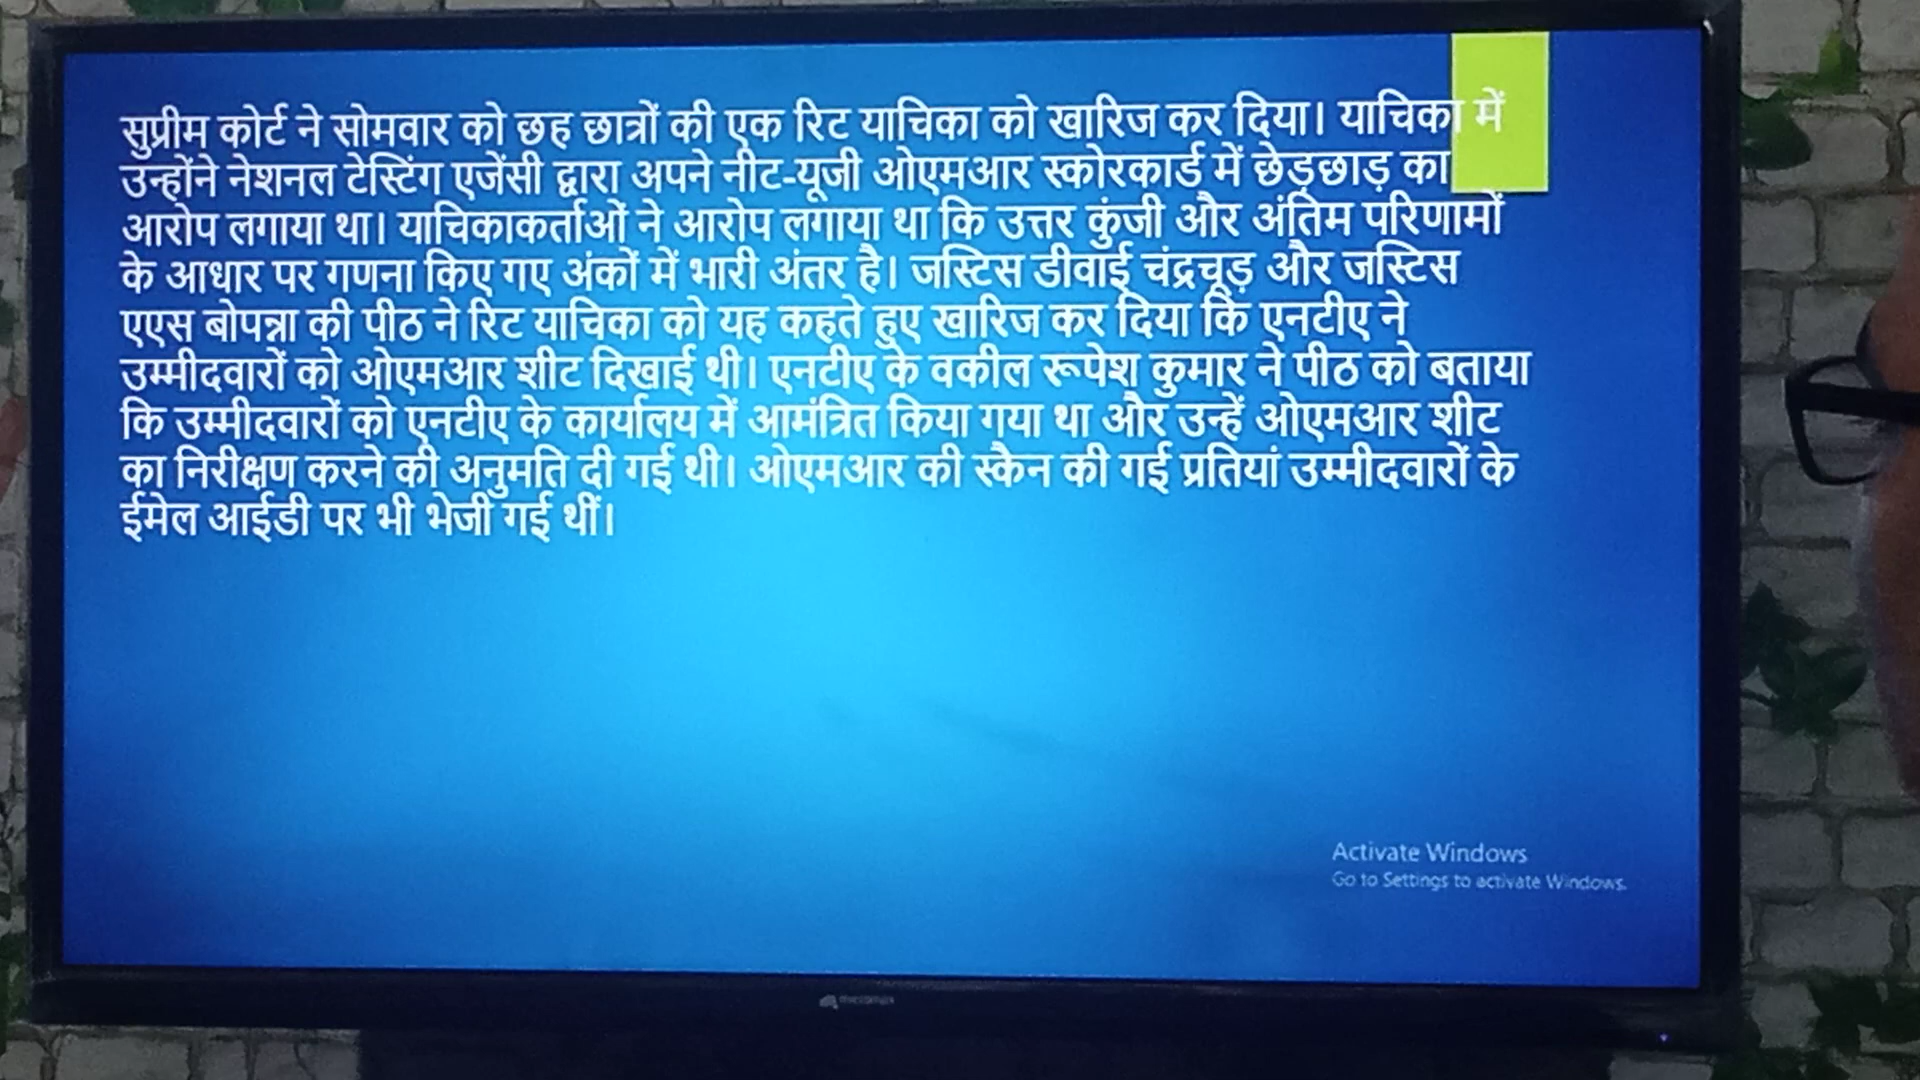 सुप्रीम कोर्ट ने सोमवार को छह छात्रों की एक रिट याचिका को खारिज कर दिया। याचिका में
उन्होंने नेशनल टेस्टिंग एजेंसी द्वारा अपने नीट-यूजी ओएमआर स्कोरकार्ड में छेड़छाड़ का
आरोप लगाया था। याचिकाकर्ताओं ने आरोप लगाया था कि उत्तर कुंजी और अंतिम परिणामों
के आधार पर गणना किए गए अंकों में भारी अंतर है। जस्टिस डीवाई चंद्रचूड़ और जस्टिस
एएस बोपन्ना की पीठ ने रिट याचिका को यह कहते हुए खारिज कर दिया कि एनटीए ने
उम्मीदवारों को ओएमआर शीट दिखाई थी। एनटीए के वकील रूपेश कुमार ने पीठ को बताया
कि उम्मीदवारों को एनटीए के कार्यालय में आमंत्रित किया गया था और उन्हें ओएमआर शीट
का निरीक्षण करने की अनुमति दी गई थी। ओएमआर की स्कैन की गई प्रतियां उम्मीदवारों के
ईमेल आईडी पर भी भेजी गई थीं।
Activate Windows
Go to Settings to activate Windows.
micromax